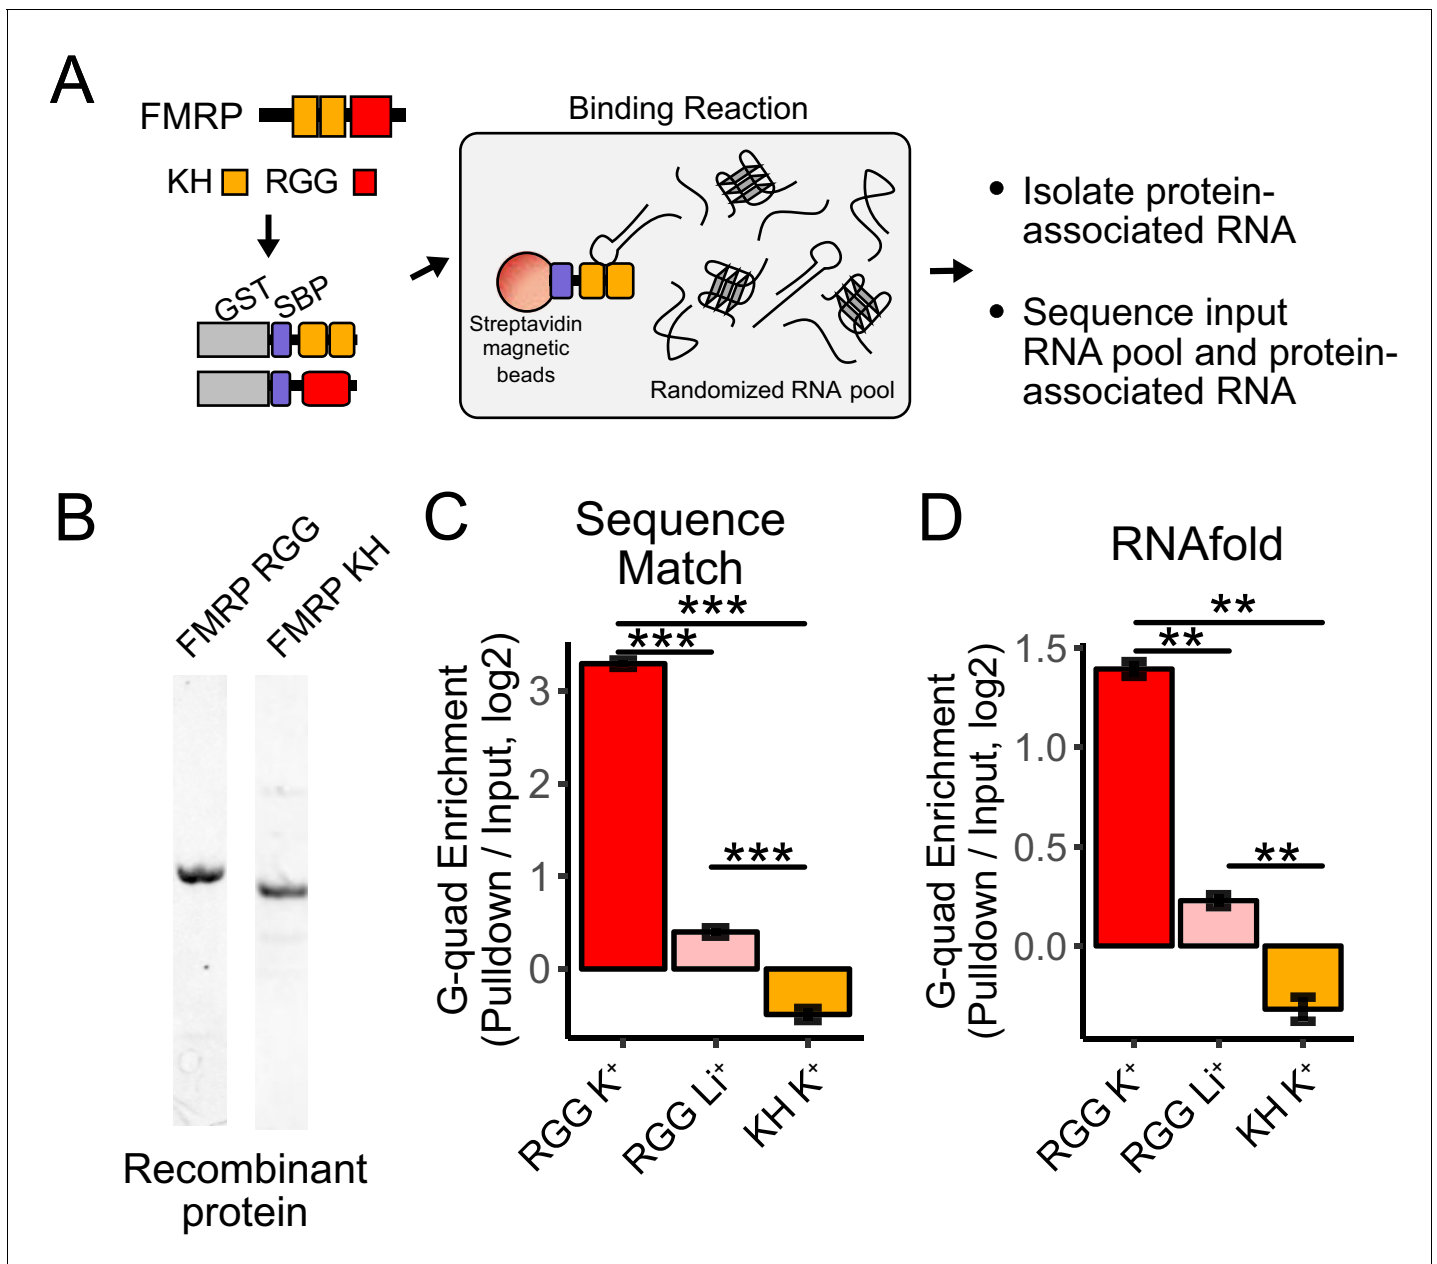 A
FMRP
KH
RGG
GST
SBP
Binding Reaction
Streptavidin
magnetic
beads
Randomized RNA pool
• Isolate protein-
associated RNA
• Sequence input
RNA pool and protein-
associated RNA
B
FMRP RGG
FMRP KH
Recombinant
protein
C
Sequence
Match
***
***
***
G-quad Enrichment
(Pulldown / Input, log2)
3
2
1
0
RGG K⁺
RGG Li⁺
KH K⁺
D
RNAfold
**
**
**
G-quad Enrichment
(Pulldown / Input, log2)
1.5
1.0
0.5
0.0
RGG K⁺
RGG Li⁺
KH K⁺